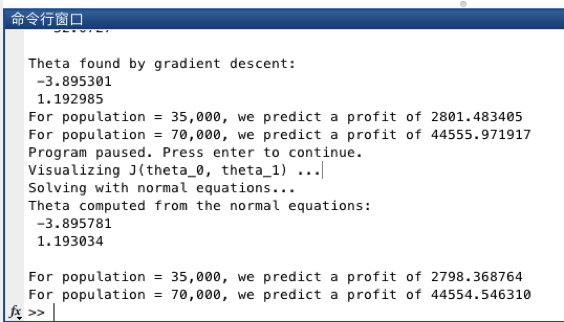 命令行窗口
Theta found by gradient descent:
-3.895301
1.192985
For population = 35,000, we predict a profit of 2801.483405
For population = 70,000, we predict a profit of 44555.971917
Program paused. Press enter to continue.
Visualizing J(theta_0, theta_1) ...
Solving with normal equations...
Theta computed from the normal equations:
-3.895781
1.193034
For population = 35,000, we predict a profit of 2798.368764
For population = 70,000, we predict a profit of 44554.546310
fx >>